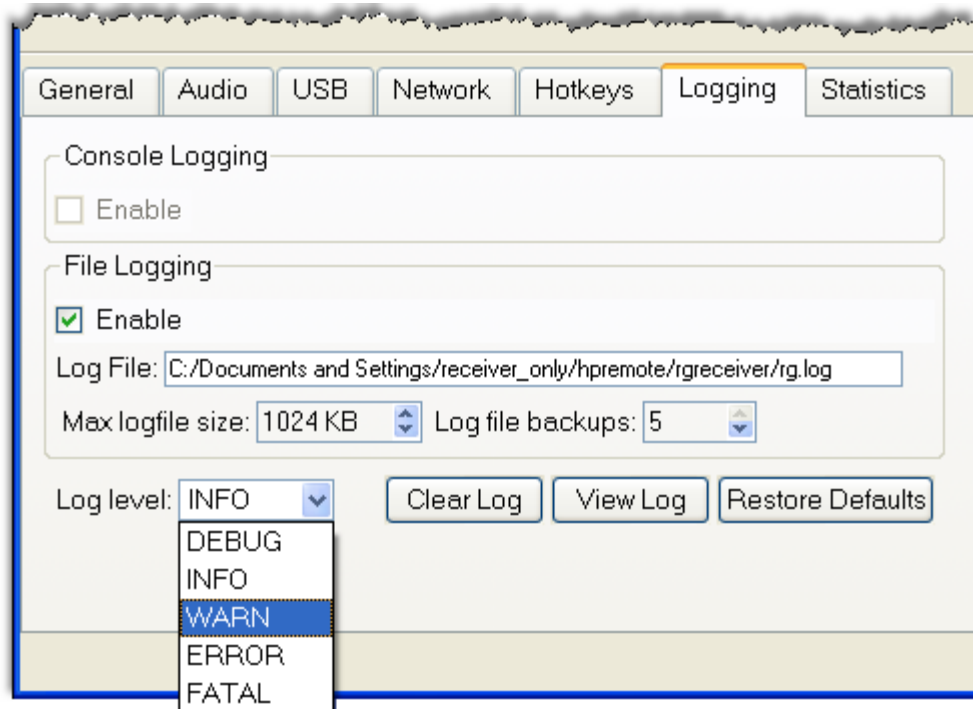 General Audio USB Network Hotkeys Logging Statistics
Console Logging
Enable
File Logging
Enable
Log File: C:/Documents and Settings/receiver_only/hpremote/rgreceiver/rg.log
Max logfile size: 1024 KB Log file backups: 5
Log level: INFO Clear Log View Log Restore Defaults
DEBUG
INFO
WARN
ERROR
FATAL